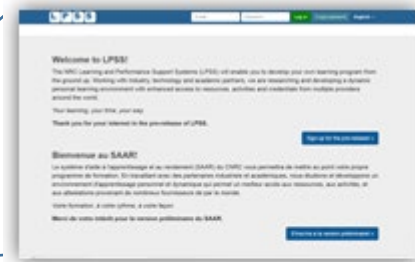 LPSS
Log in
English
Welcome to LPSS!
The NRC Learning and Performance Support Systems (LPSS) will enable you to develop your own learning program from
the ground up. Working with industry, technology and academic partners, we are researching and developing a dynamic
personal learning environment with enhanced access to resources, activities and credentials from multiple providers
around the world.
Your learning, your time, your way.
Thank you for your interest in the pre-release of LPSS.
Sign up for the pre-release »
Bienvenue au SAAR!
Le système d'aide à l'apprentissage et au rendement (SAAR) du CNRC vous permettra de mettre au point votre propre
programme de formation. En travaillant avec des partenaires industriels et académiques, nous étudions et développons un
environnement d'apprentissage personnel et dynamique qui permet un meilleur accès aux ressources, aux activités, et
aux attestations provenant de nombreux fournisseurs de par le monde.
Votre formation, à votre rythme, à votre façon.
Merci de votre intérêt pour la version préliminaire du SAAR.
S'inscrire à la version préliminaire »